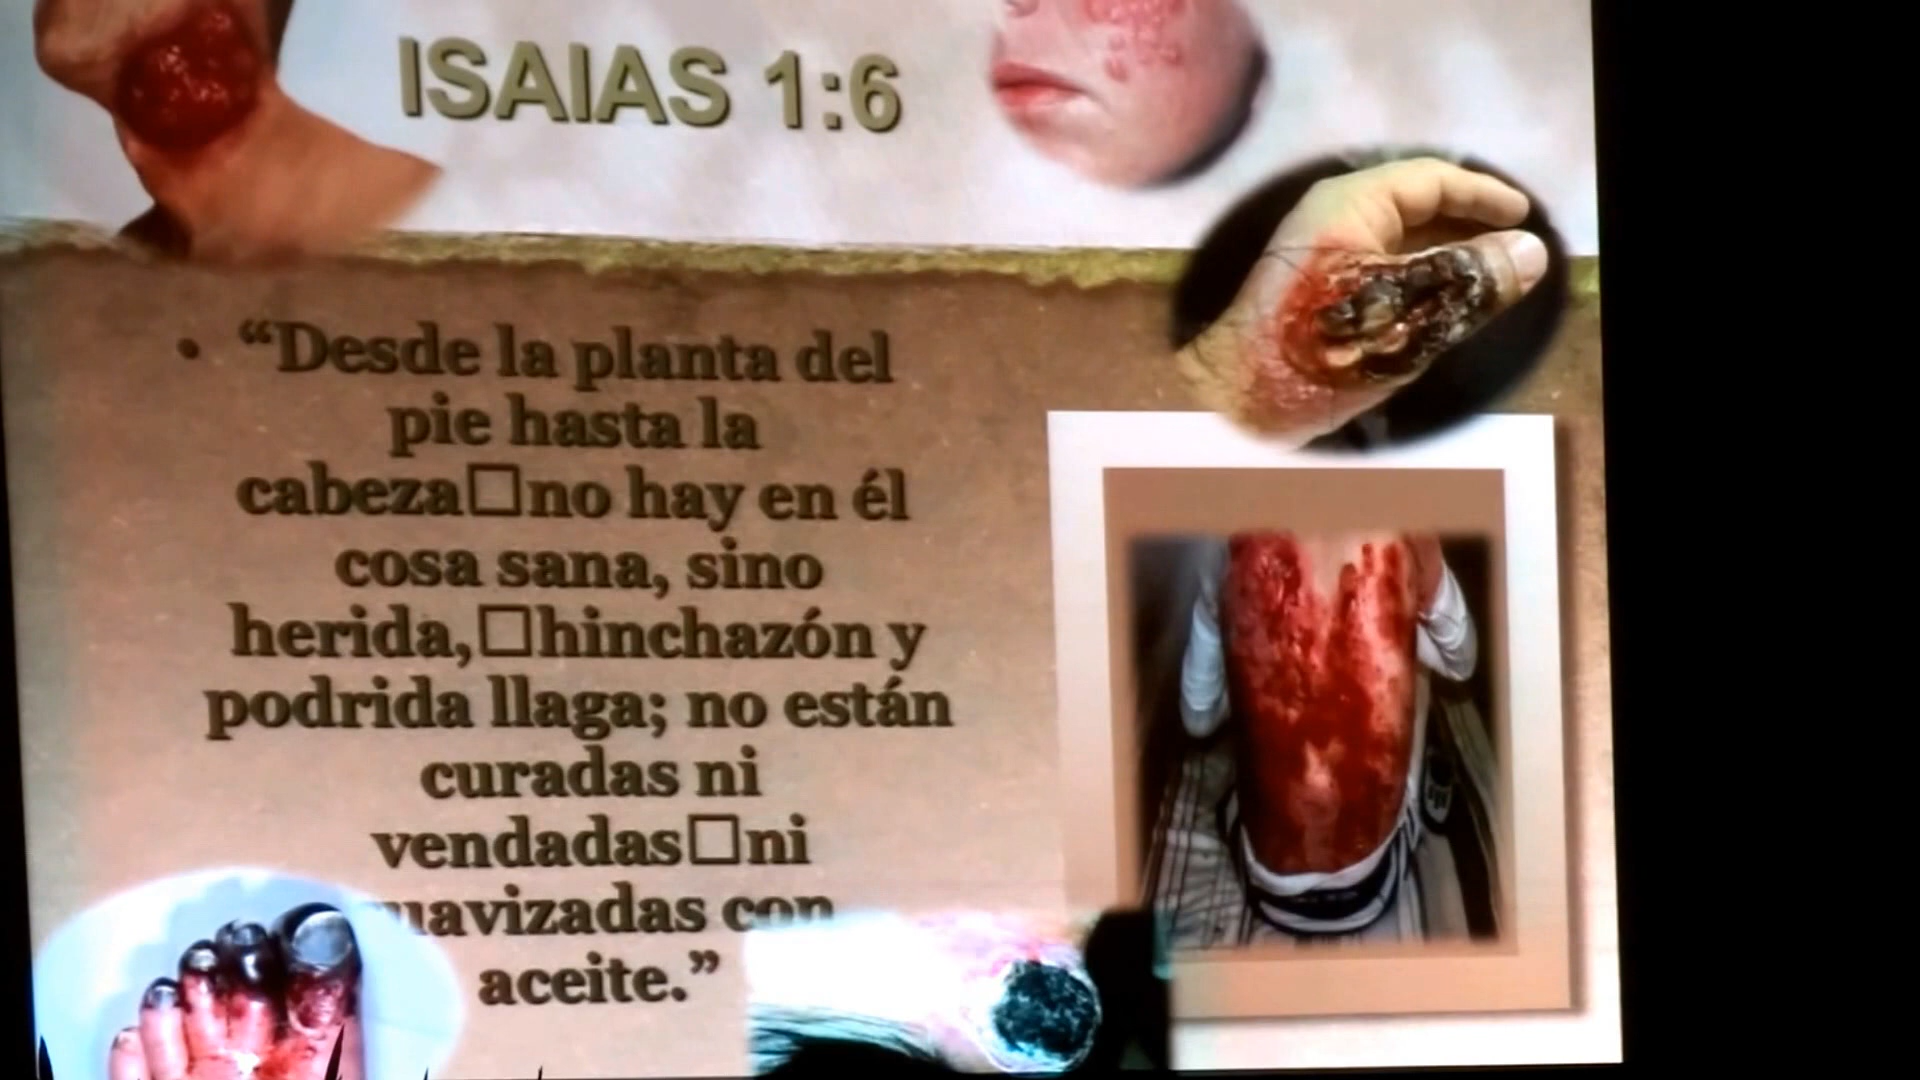 ISAIAS 1:6
• “Desde la planta del
pie hasta la
cabeza□no hay en él
cosa sana, sino
herida,□hinchazón y
podrida llaga; no están
curadas ni
vendadas□ni
uavizadas con
aceite.”